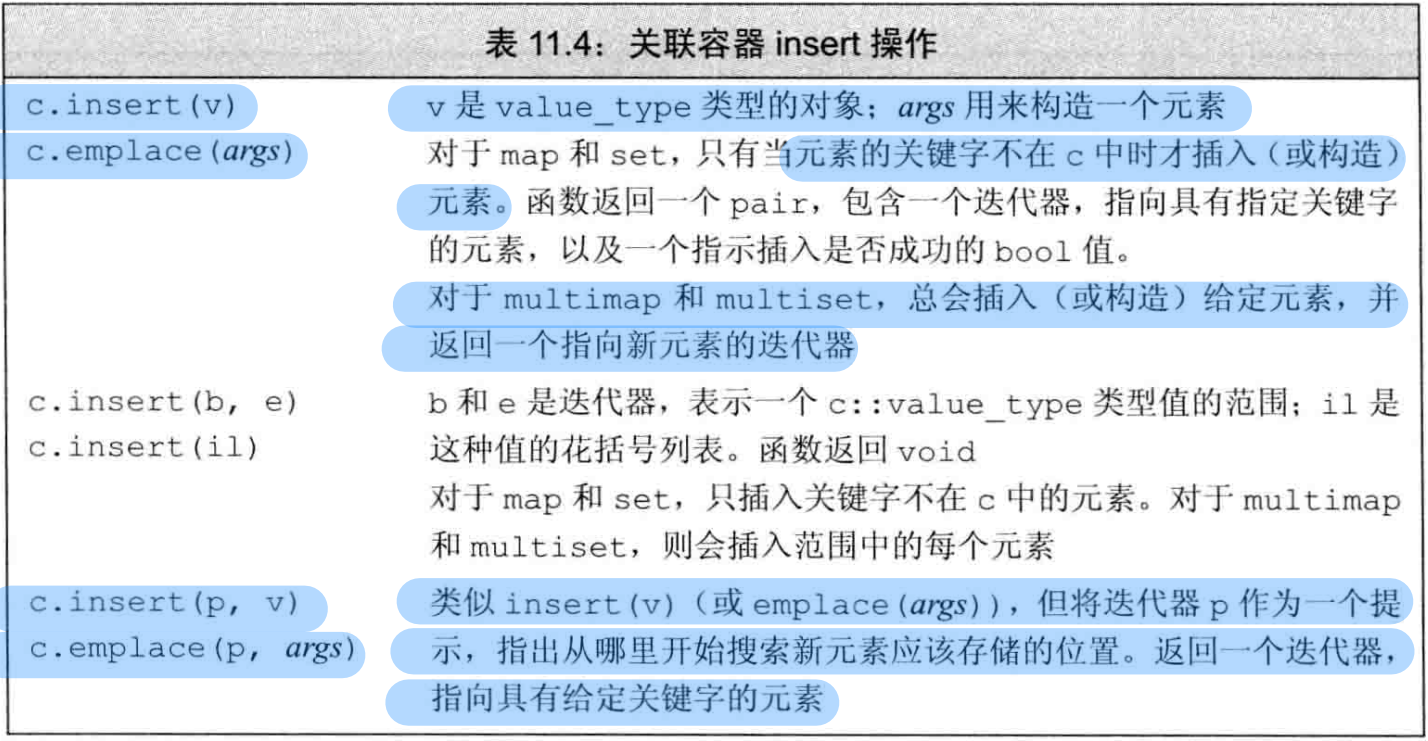 表 11.4：关联容器 insert 操作
c.insert(v) v 是 value_type 类型的对象；args 用来构造一个元素
c.emplace(args) 对于 map 和 set，只有当元素的关键字不在 c 中时才插入（或构造）
元素。函数返回一个 pair，包含一个迭代器，指向具有指定关键字
的元素，以及一个指示插入是否成功的 bool 值。
对于 multimap 和 multiset，总会插入（或构造）给定元素，并
返回一个指向新元素的迭代器
c.insert(b, e) b 和 e 是迭代器，表示一个 c::value_type 类型值的范围；il 是
c.insert(il) 这种值的花括号列表。函数返回 void
对于 map 和 set，只插入关键字不在 c 中的元素。对于 multimap
和 multiset，则会插入范围中的每个元素
c.insert(p, v) 类似 insert(v)（或 emplace(args)），但将迭代器 p 作为一个提
c.emplace(p, args) 示，指出从哪里开始搜索新元素应该存储的位置。返回一个迭代器，
指向具有给定关键字的元素